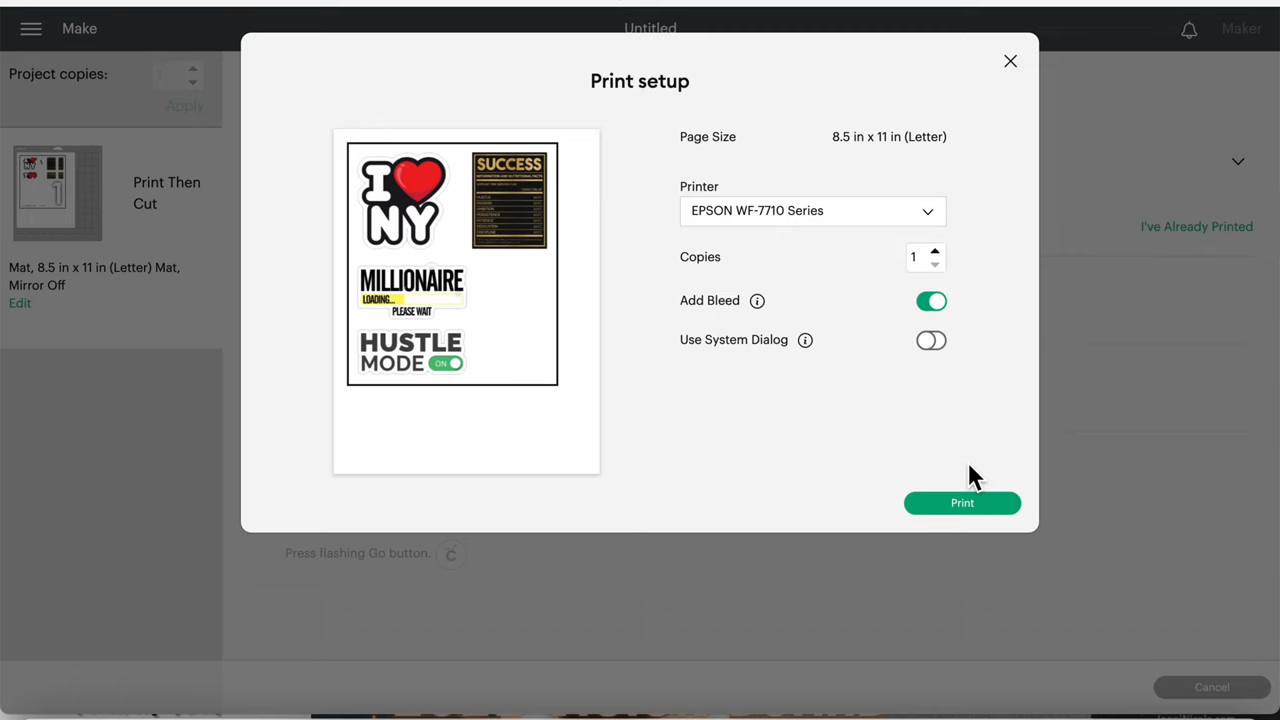 Make
Untitled
Maker
Project copies:
Apply
Print Then
Cut
Mat, 8.5 in x 11 in (Letter) Mat,
Mirror Off
Edit
Print setup
I
NY
SUCCESS
MILLIONAIRE
LOADING...
PLEASE WAIT
HUSTLE
MODE ON
Page Size 8.5 in x 11 in (Letter)
Printer
EPSON WF-7710 Series
Copies 1
Add Bleed
Use System Dialog
Print
I've Already Printed
Press flashing Go button.
Cancel